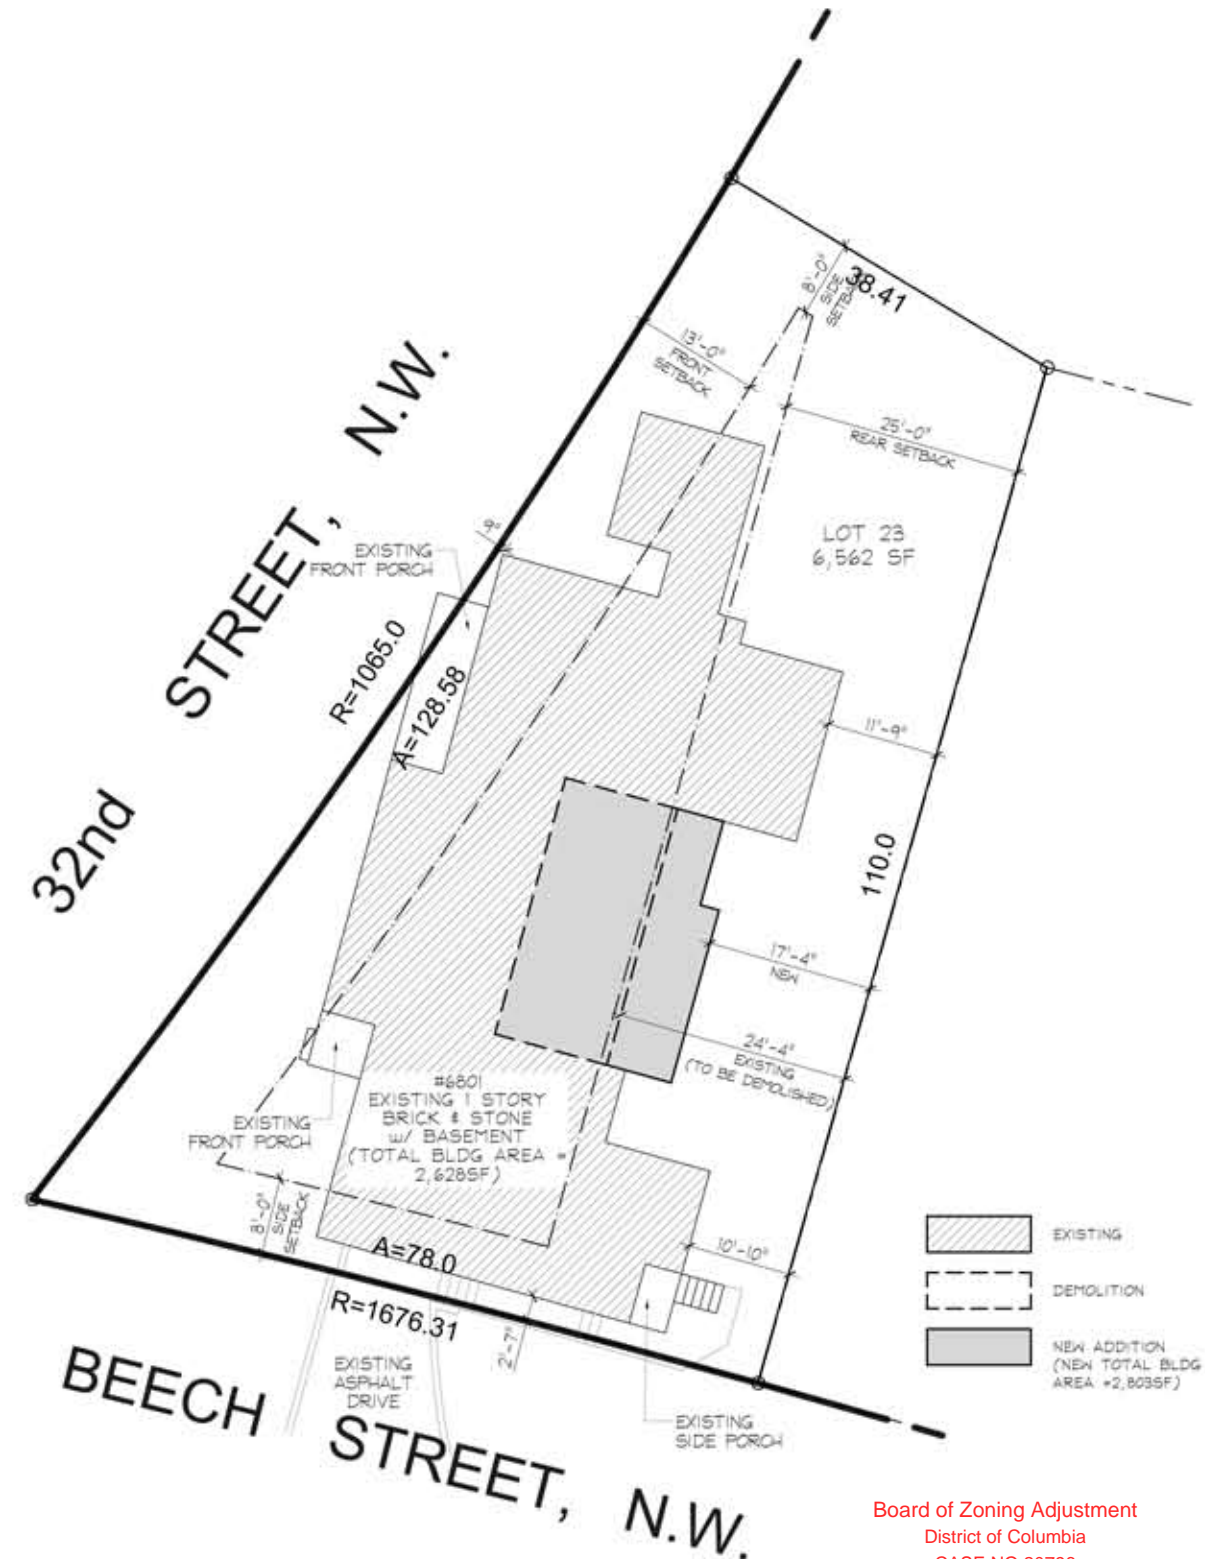 8'-0"
SIDE
SETBACK
38.41
13'-0"
FRONT
SETBACK
25'-0"
REAR SETBACK
LOT 23
6,562 SF
9"
EXISTING
FRONT PORCH
32nd STREET, N.W.
R=1065.0
A=128.58
11'-9"
110.0
17'-4"
NEW
24'-4"
EXISTING
(TO BE DEMOLISHED)
#6801
EXISTING 1 STORY
BRICK & STONE
W/ BASEMENT
(TOTAL BLDG AREA =
2,628SF)
EXISTING
FRONT PORCH
8'-0"
SIDE
SETBACK
A=78.0
R=1676.31
10'-10"
2'-7"
EXISTING
ASPHALT
DRIVE
EXISTING
SIDE PORCH
BEECH STREET, N.W.
EXISTING
DEMOLITION
NEW ADDITION
(NEW TOTAL BLDG
AREA =2,803SF)
Board of Zoning Adjustment
District of Columbia